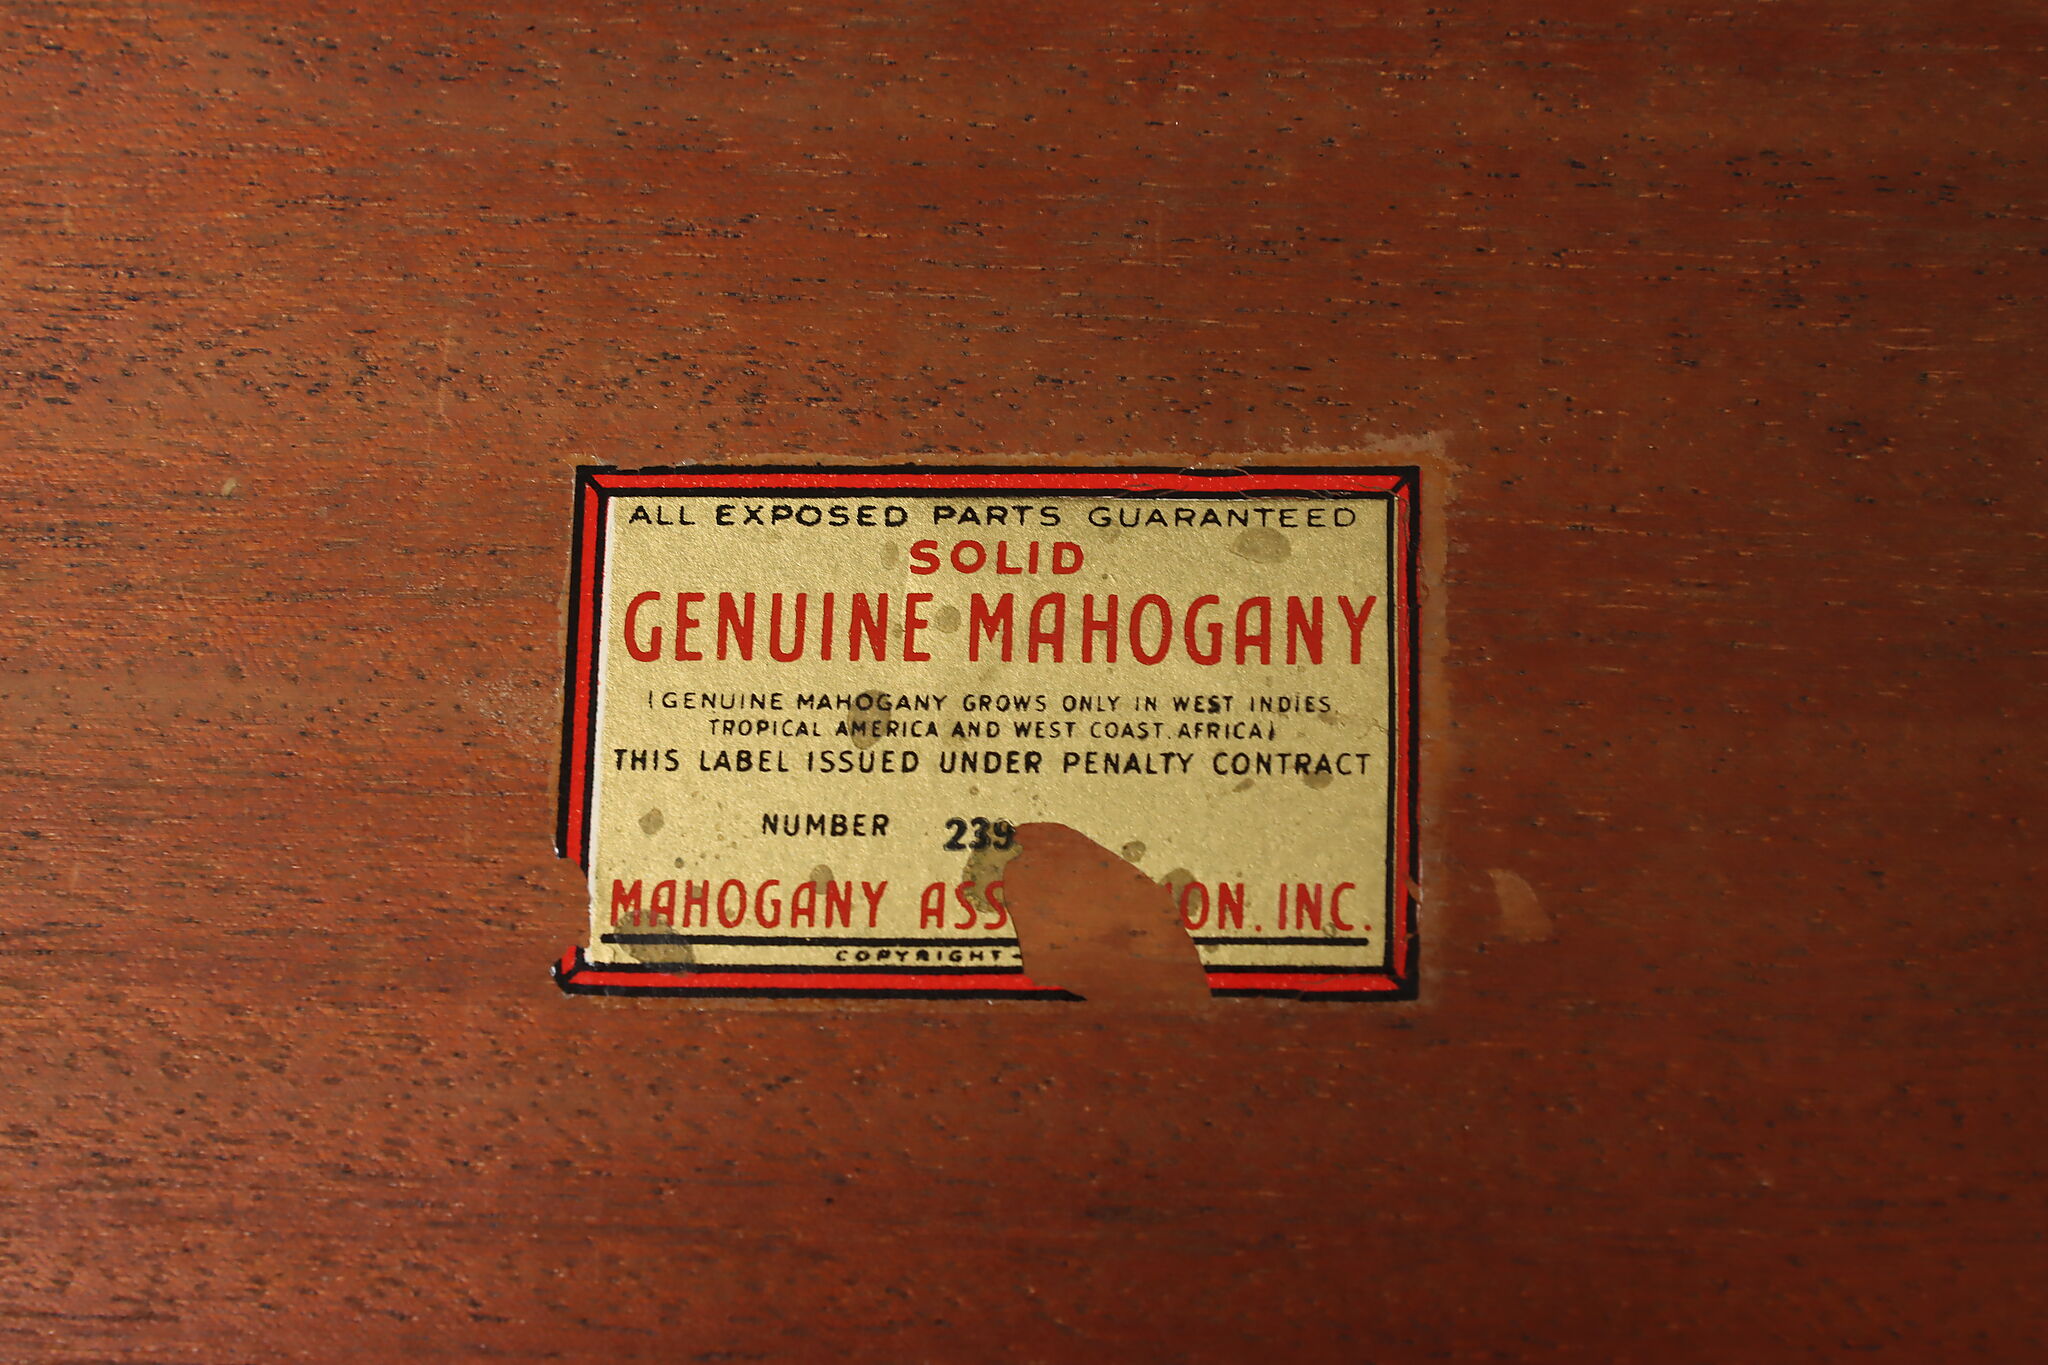 ALL EXPOSED PARTS GUARANTEED
SOLID
GENUINE MAHOGANY
(GENUINE MAHOGANY GROWS ONLY IN WEST INDIES,
TROPICAL AMERICA AND WEST COAST. AFRICA)
THIS LABEL ISSUED UNDER PENALTY CONTRACT
NUMBER 239
MAHOGANY INC.
COPYRIGHT-